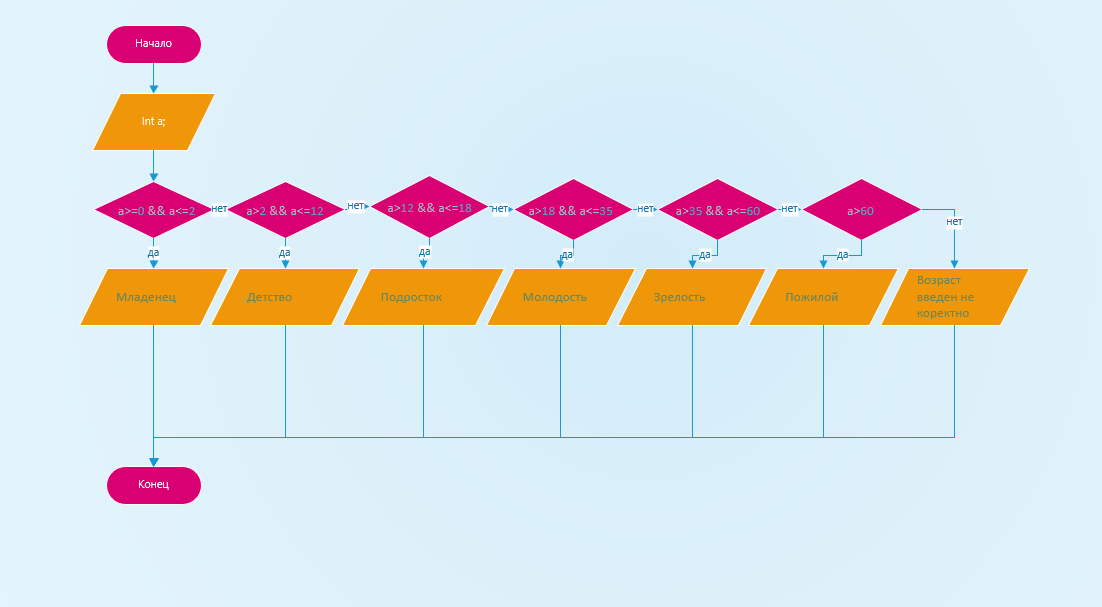 Начало
Int a;
a>=0 && a<=2
нет
a>2 && a<=12
нет
a>12 && a<=18
нет
a>18 && a<=35
нет
a>35 && a<=60
нет
a>60
нет
да
да
да
да
да
да
Младенец
Детство
Подросток
Молодость
Зрелость
Пожилой
Возраст
введен не
коректно
Конец